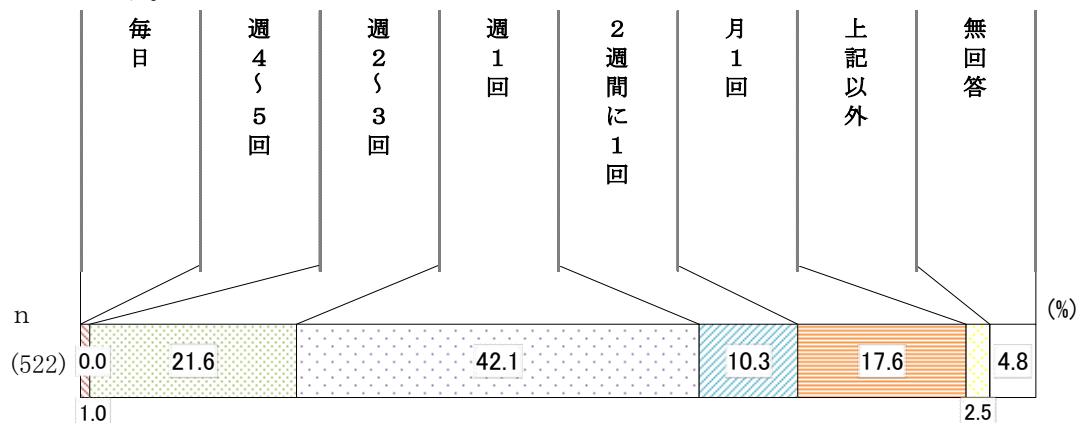 毎日
週4〜5回
週2〜3回
週1回
2週間に1回
月1回
上記以外
無回答
(%)
n
(522)
0.0
21.6
42.1
10.3
17.6
4.8
1.0
2.5